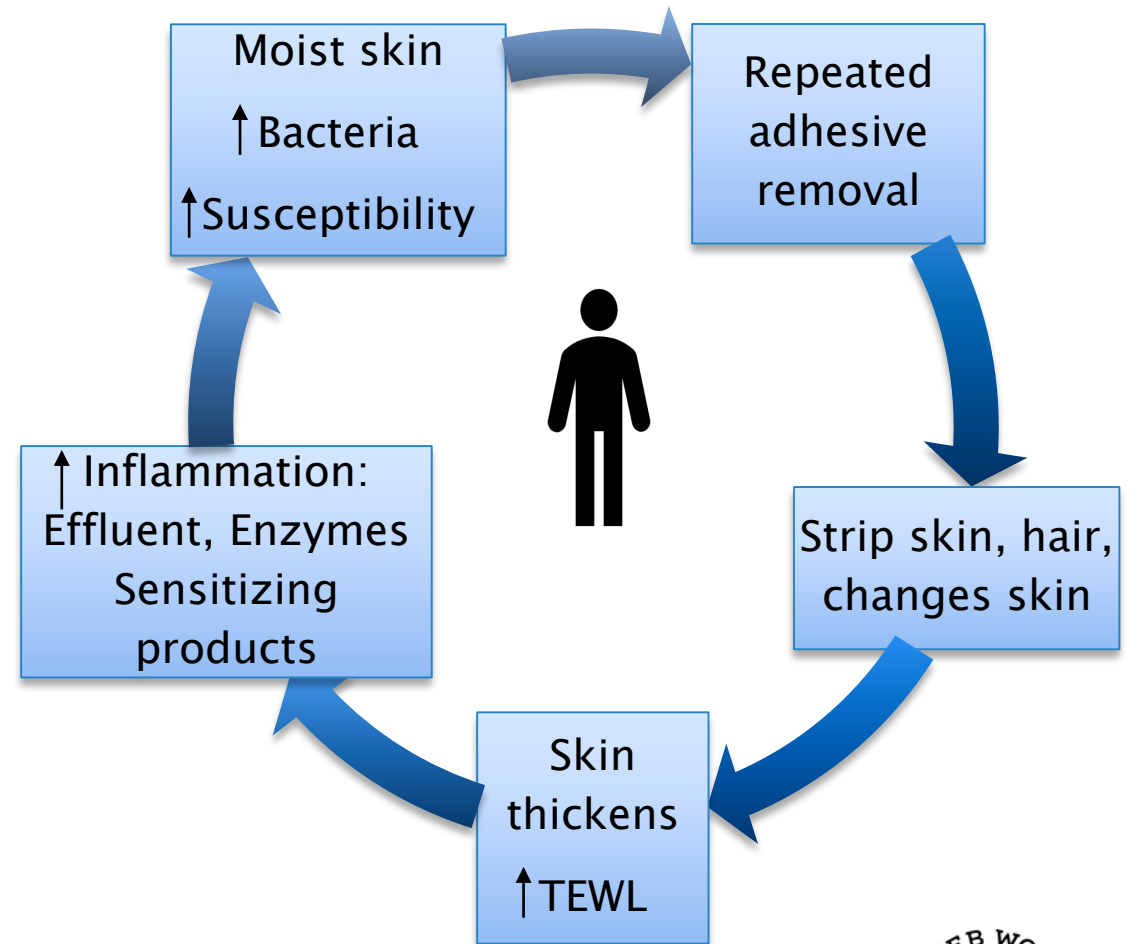 Moist skin
↑Bacteria
↑Susceptibility
Repeated
adhesive
removal
Strip skin, hair,
changes skin
Skin
thickens
↑TEWL
↑ Inflammation:
Effluent, Enzymes
Sensitizing
products